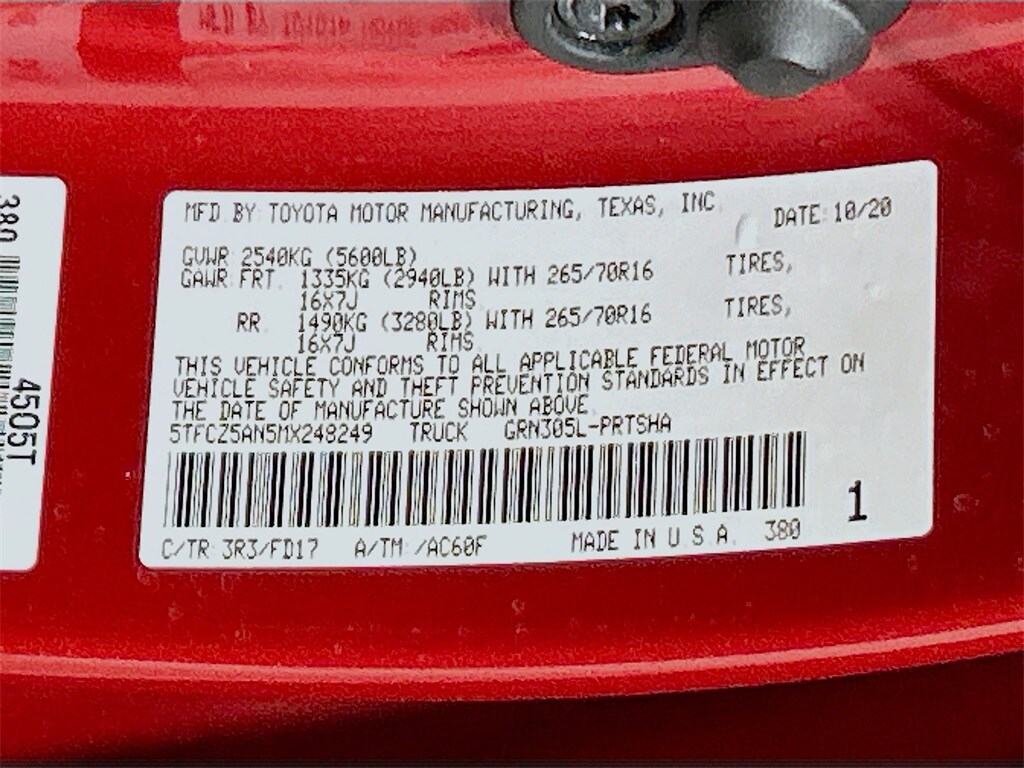 MFD BY: TOYOTA MOTOR MANUFACTURING, TEXAS, INC. DATE: 10/20
GVWR 2540KG (5600LB)
GAWR FRT. 1335KG (2940LB) WITH 265/70R16 TIRES,
16X7J RIMS
RR. 1490KG (3280LB) WITH 265/70R16 TIRES,
16X7J RIMS
THIS VEHICLE CONFORMS TO ALL APPLICABLE FEDERAL MOTOR
VEHICLE SAFETY AND THEFT PREVENTION STANDARDS IN EFFECT ON
THE DATE OF MANUFACTURE SHOWN ABOVE.
5TFCZ5AN5MX248249 TRUCK GRN305L-PRTSHA
1
C/TR: 3R3/FD17 A/TM: /AC60F MADE IN U.S.A. 380
380
4505T